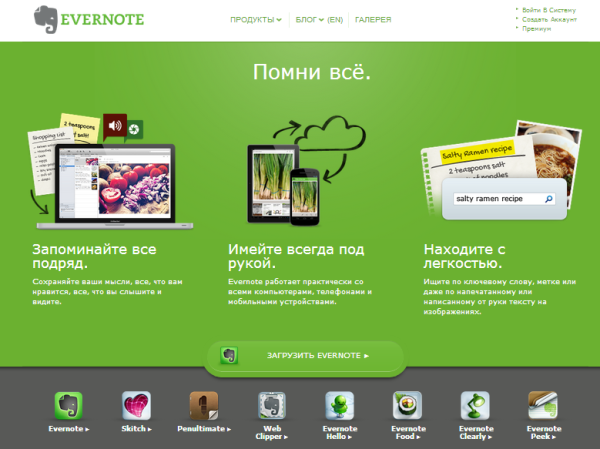 EVERNOTE
ПРОДУКТЫ
БЛОГ
(EN)
ГАЛЕРЕЯ
Войти В Систему
Создать Аккаунт
Премиум
Помни всё.
Shopping List
2 teaspoons
of salt!
Salty Ramen recipe
2 teaspoons salt
of noodles
salty ramen recipe
Запоминайте все
подряд.
Сохраняйте ваши мысли, все, что вам
нравится, все, что вы слышите и
видите.
Имейте всегда под
рукой.
Evernote работает практически со
всеми компьютерами, телефонами и
мобильными устройствами.
Находите с
легкостью.
Ищите по ключевому слову, метке или
даже по напечатанному или
написанному от руки тексту на
изображениях.
ЗАГРУЗИТЬ EVERNOTE ▸
Evernote ▸
Skitch ▸
Penultimate ▸
Web
Clipper ▸
Evernote
Hello ▸
Evernote
Food ▸
Evernote
Clearly ▸
Evernote
Peek ▸